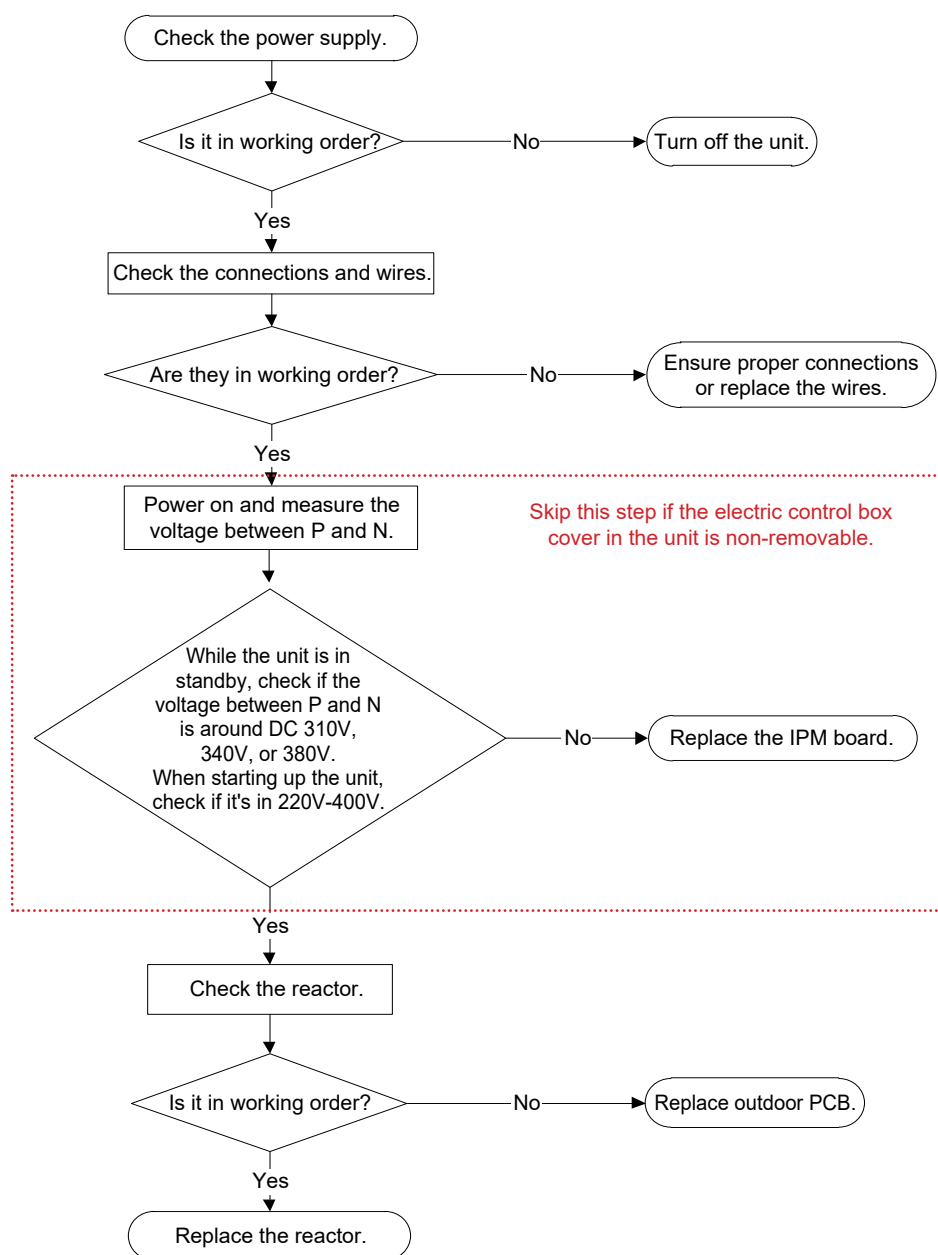 Check the power supply.
Is it in working order?
No
Turn off the unit.
Yes
Check the connections and wires.
Are they in working order?
No
Ensure proper connections
or replace the wires.
Yes
Power on and measure the
voltage between P and N.
Skip this step if the electric control box
cover in the unit is non-removable.
While the unit is in
standby, check if the
voltage between P and N
is around DC 310V,
340V, or 380V.
When starting up the unit,
check if it's in 220V-400V.
No
Replace the IPM board.
Yes
Check the reactor.
Is it in working order?
No
Replace outdoor PCB.
Yes
Replace the reactor.